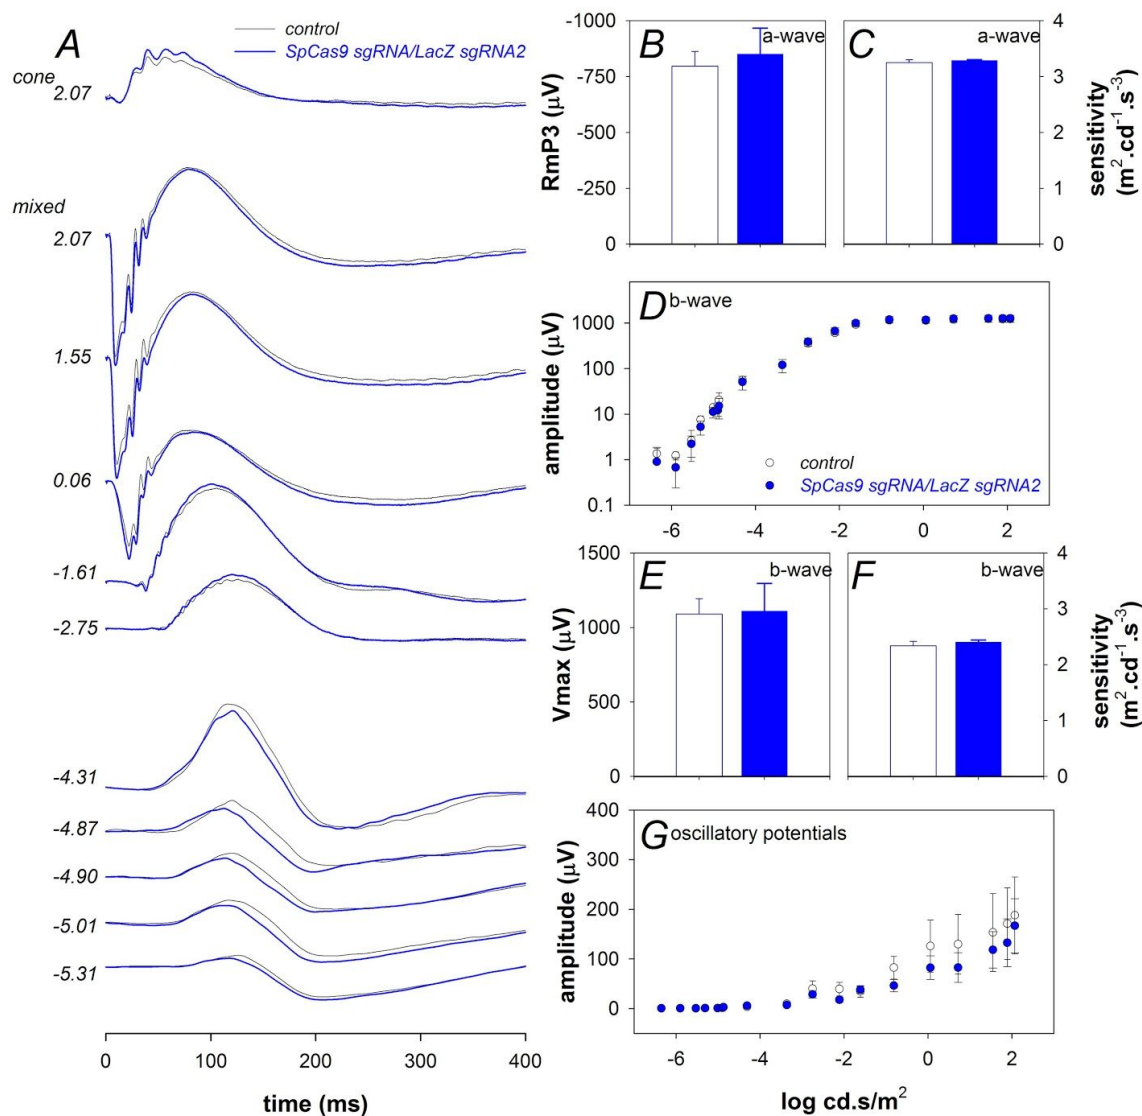 A
control
SpCas9 sgRNA/LacZ sgRNA2
cone
2.07
mixed
2.07
1.55
0.06
-1.61
-2.75
-4.31
-4.87
-4.90
-5.01
-5.31
0 100 200 300 400
time (ms)
B a-wave
RmP3 (µV)
-1000
-750
-500
-250
0
C a-wave
4
3
2
1
0
sensitivity
(m².cd⁻¹.s⁻³)
D b-wave
amplitude (µV)
1000
100
10
1
0.1
control
SpCas9 sgRNA/LacZ sgRNA2
-6 -4 -2 0 2
E b-wave
Vmax (µV)
1500
1000
500
0
F b-wave
4
3
2
1
0
sensitivity
(m².cd⁻¹.s⁻³)
G oscillatory potentials
amplitude (µV)
400
300
200
100
0
-6 -4 -2 0 2
log cd.s/m²